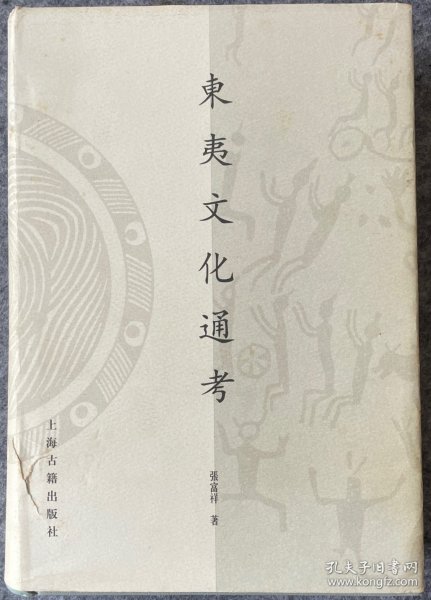 東夷文化通考
張富祥 著
上海古籍出版社
孔夫子旧书网
www.kongfz.com